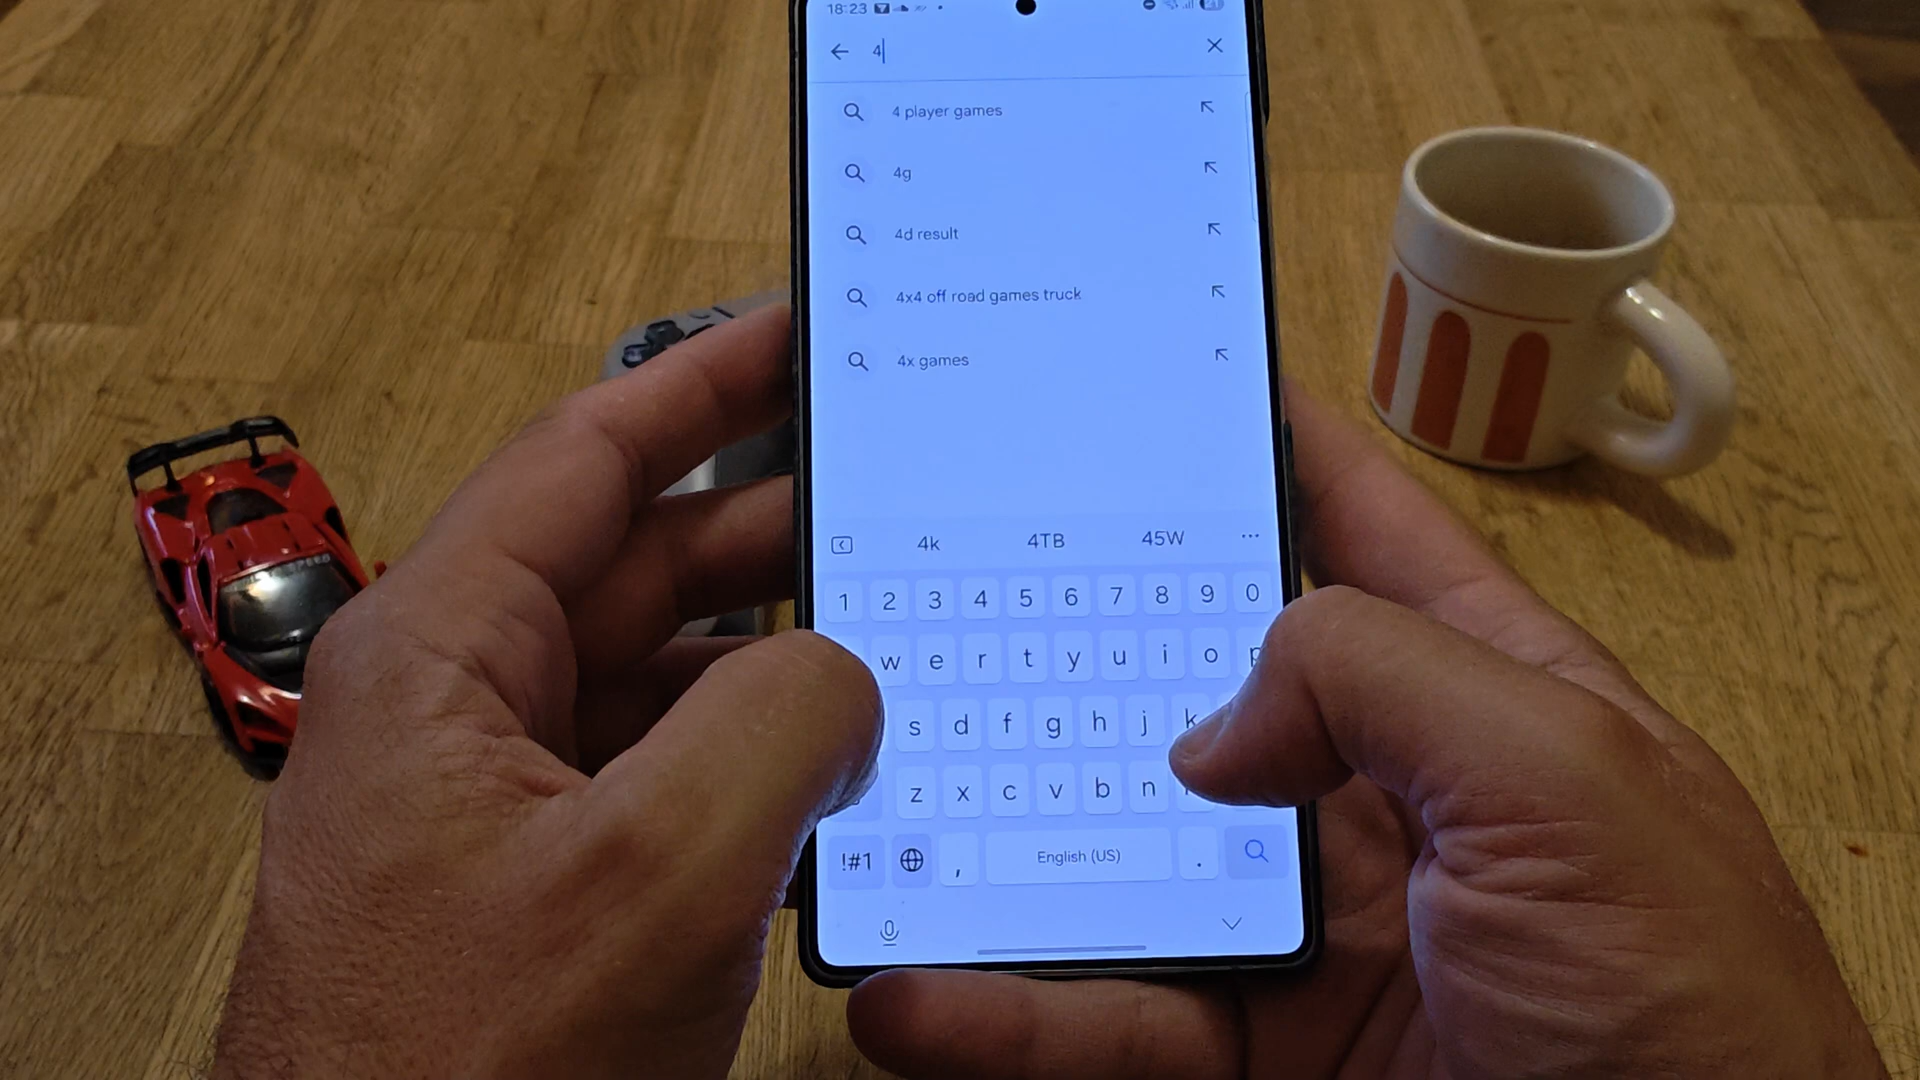 18:23
4
4 player games
4g
4d result
4x4 off road games truck
4x games
4k 4TB 45W ...
1 2 3 4 5 6 7 8 9 0
w e r t y u i o p
s d f g h j k
z x c v b n
!#1 , English (US) .